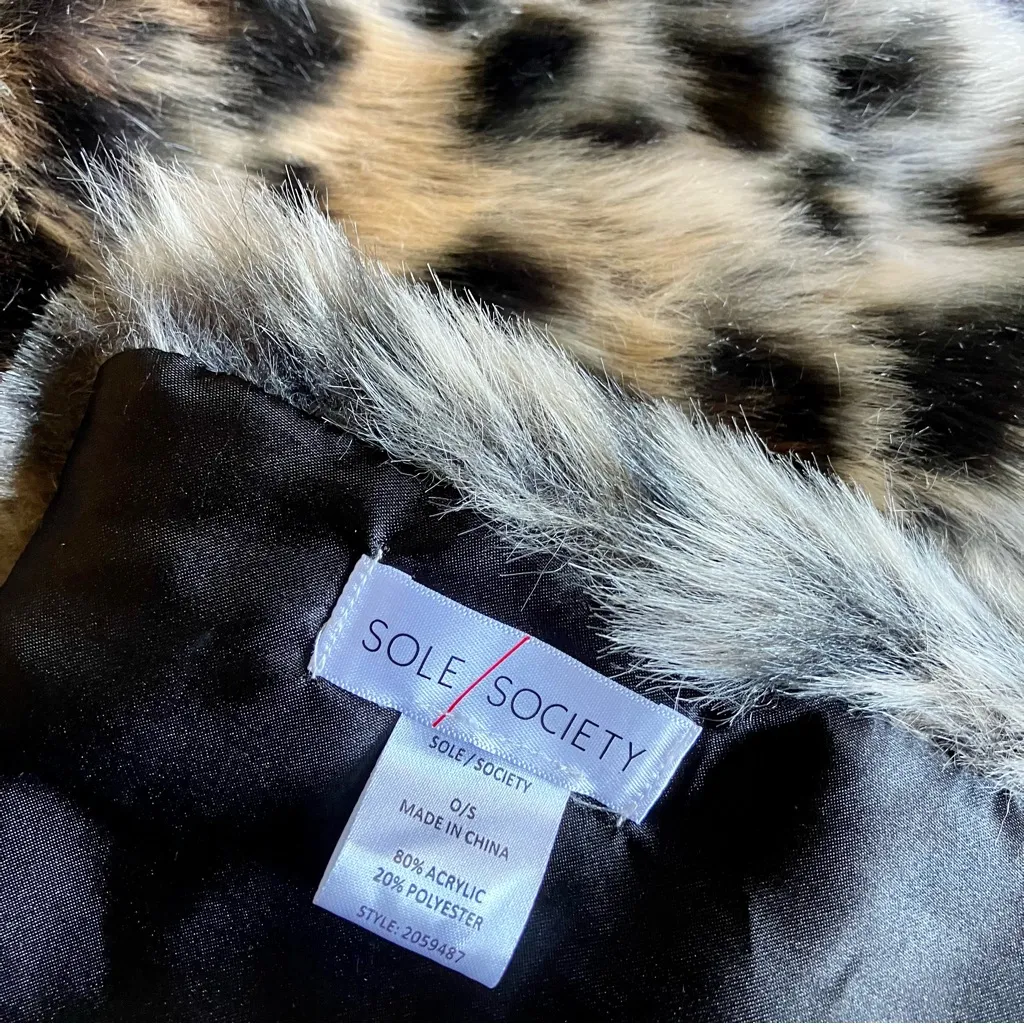 SOLE / SOCIETY
SOLE / SOCIETY
O/S
MADE IN CHINA
80% ACRYLIC
20% POLYESTER
STYLE: 2059487